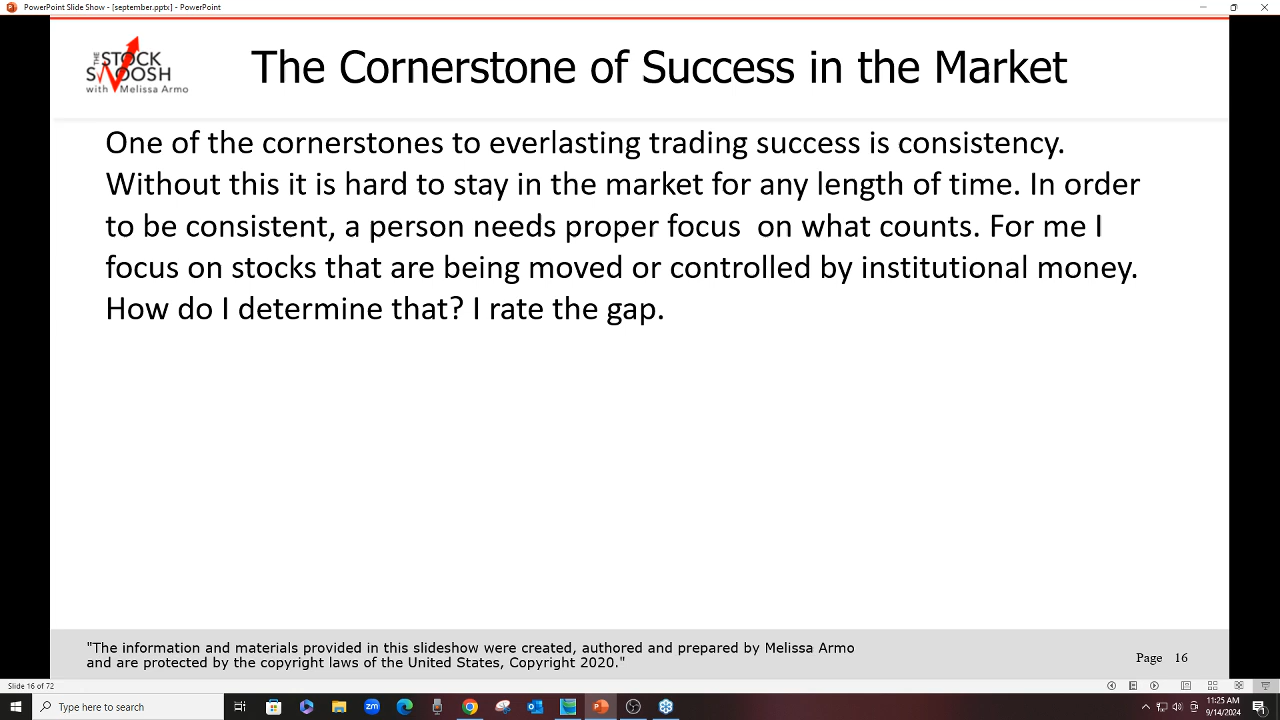 PowerPoint Slide Show - [september.pptx] - PowerPoint
THE
STOCK
SWOOSH
with Melissa Armo
The Cornerstone of Success in the Market
One of the cornerstones to everlasting trading success is consistency.
Without this it is hard to stay in the market for any length of time. In order
to be consistent, a person needs proper focus  on what counts. For me I
focus on stocks that are being moved or controlled by institutional money.
How do I determine that? I rate the gap.
"The information and materials provided in this slideshow were created, authored and prepared by Melissa Armo
and are protected by the copyright laws of the United States, Copyright 2020."
Page 16
Slide 16 of 72
Type here to search
zm
11:25 AM
9/14/2024